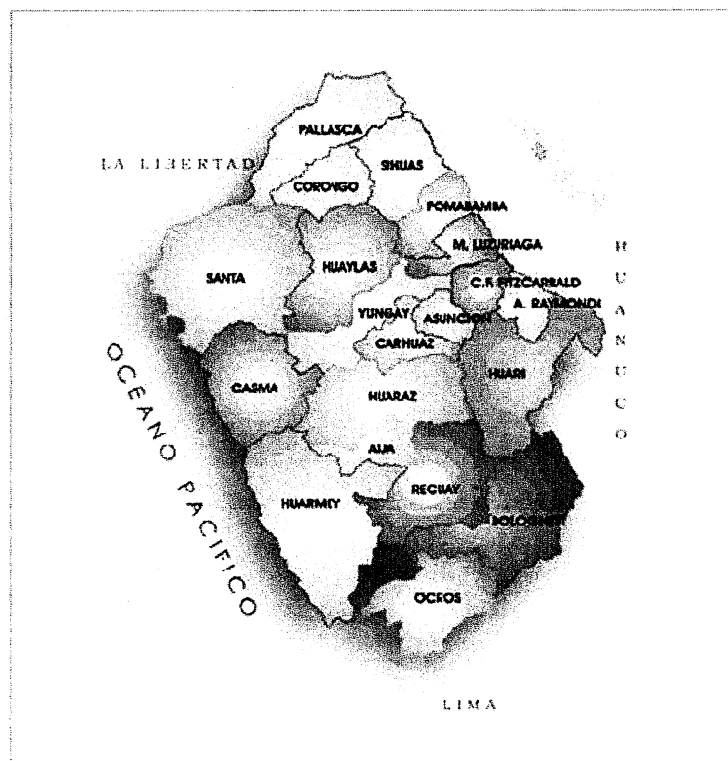 PALLASCA
LA LIBERTAD
SIHUAS
CORONGO
POMABAMBA
M. LUZURIAGA
HUAYLAS
SANTA
C.F. FITZCARRALD
A. RAYMONDI
YUNGAY
ASUNCION
CARHUAZ
HUARI
CASMA
HUARAZ
AIJA
RECUAY
HUARMEY
BOLOGNESI
OCROS
OCEANO PACIFICO
HUANUCO
LIMA